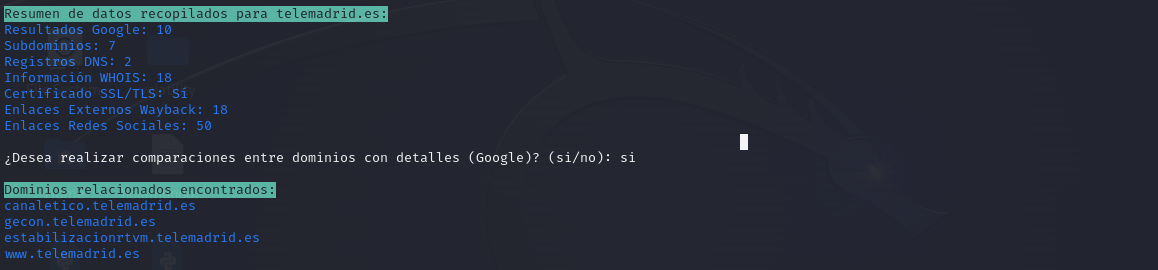 Resumen de datos recopilados para telemadrid.es:
Resultados Google: 10
Subdominios: 7
Registros DNS: 2
Información WHOIS: 18
Certificado SSL/TLS: Sí
Enlaces Externos Wayback: 18
Enlaces Redes Sociales: 50
¿Desea realizar comparaciones entre dominios con detalles (Google)? (si/no): si
Dominios relacionados encontrados:
canaletico.telemadrid.es
gecon.telemadrid.es
estabilizacionrtvm.telemadrid.es
www.telemadrid.es